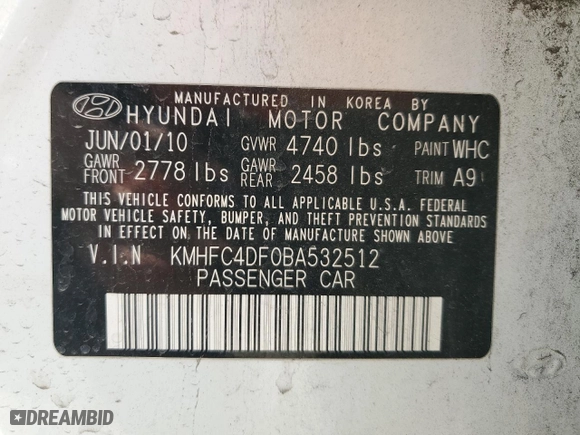 MANUFACTURED IN KOREA BY
HYUNDAI MOTOR COMPANY
JUN/01/10 GVWR 4740 lbs PAINT WHC
GAWR FRONT 2778 lbs GAWR REAR 2458 lbs TRIM A9
THIS VEHICLE CONFORMS TO ALL APPLICABLE U.S.A. FEDERAL
MOTOR VEHICLE SAFETY, BUMPER, AND THEFT PREVENTION STANDARDS
IN EFFECT ON THE DATE OF MANUFACTURE SHOWN ABOVE
V.I.N KMHFC4DF0BA532512
PASSENGER CAR
DREAMBID